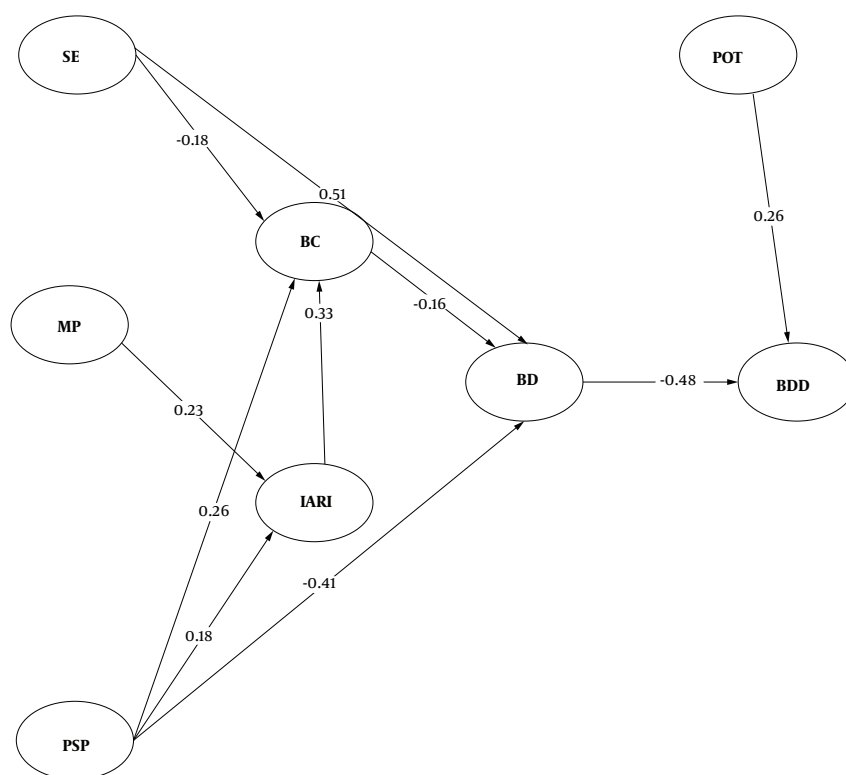 SE
POT
-0.18
0.51
0.26
BC
-0.16
0.33
MP
BD
-0.48
BDD
0.23
IARI
0.26
-0.41
0.18
PSP